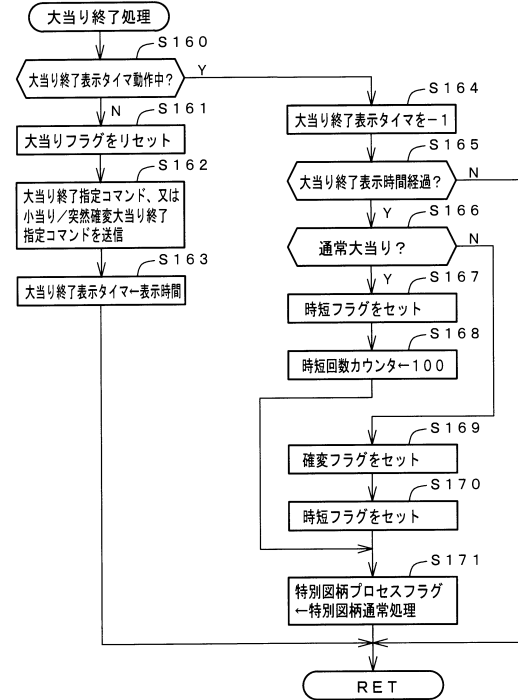 大当り終了処理
S160
大当り終了表示タイマ動作中?
Y
N
S161
大当りフラグをリセット
S162
大当り終了指定コマンド、又は
小当り/突然確変大当り終了
指定コマンドを送信
S163
大当り終了表示タイマ←表示時間
S164
大当り終了表示タイマを−1
S165
大当り終了表示時間経過?
N
Y
S166
通常大当り?
N
Y
S167
時短フラグをセット
S168
時短回数カウンタ←100
S169
確変フラグをセット
S170
時短フラグをセット
S171
特別図柄プロセスフラグ
←特別図柄通常処理
RET